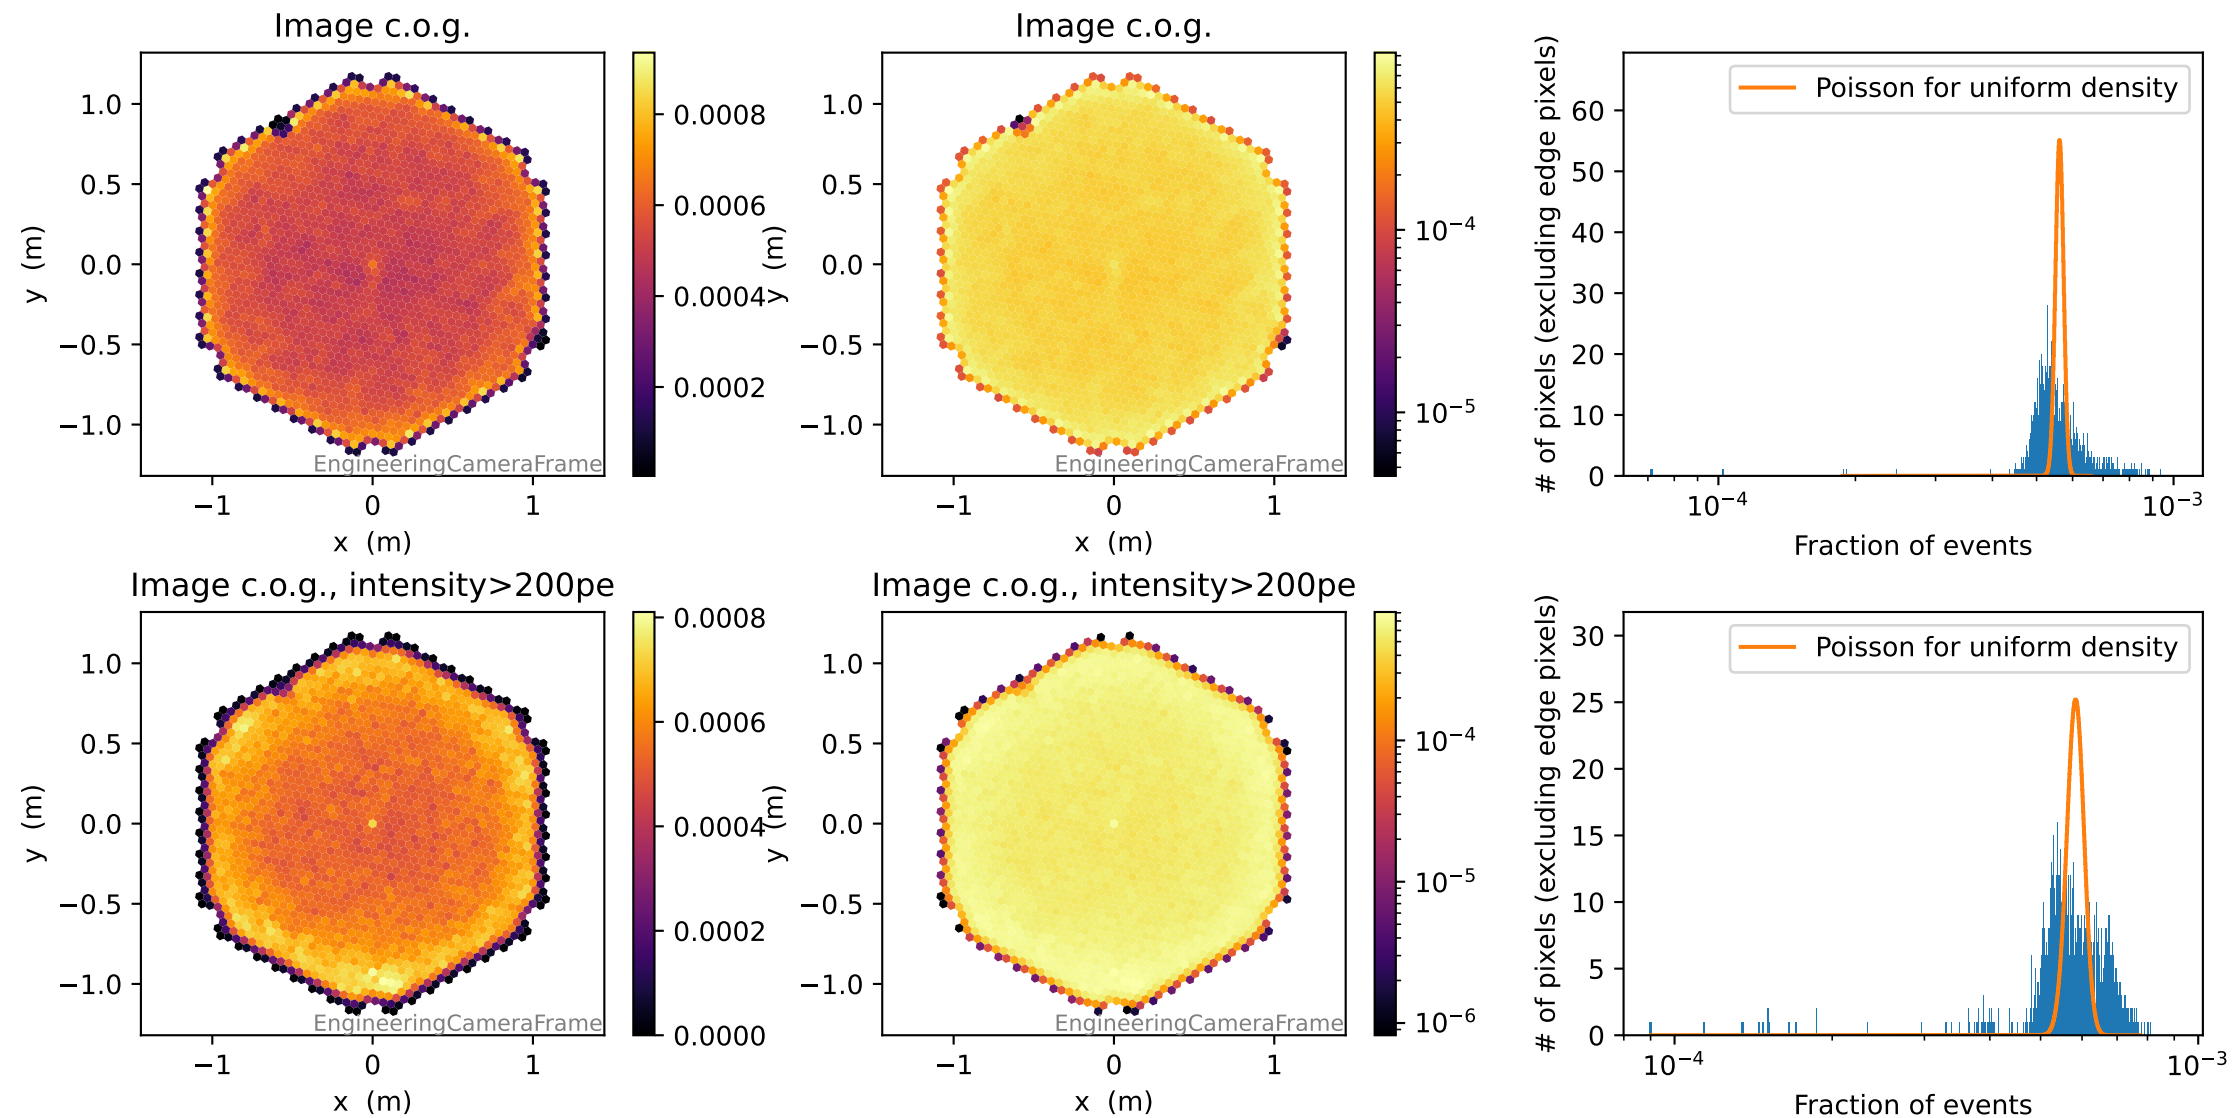 Image c.o.g.
y (m)
1.0
0.5
0.0
−0.5
−1.0
−1
0
1
x (m)
EngineeringCameraFrame
0.0008
0.0006
0.0004
0.0002
Image c.o.g.
y (m)
1.0
0.5
0.0
−0.5
−1.0
−1
0
1
x (m)
EngineeringCameraFrame
10⁻⁴
10⁻⁵
# of pixels (excluding edge pixels)
60
50
40
30
20
10
0
Poisson for uniform density
10⁻⁴
10⁻³
Fraction of events
Image c.o.g., intensity>200pe
y (m)
1.0
0.5
0.0
−0.5
−1.0
−1
0
1
x (m)
EngineeringCameraFrame
0.0008
0.0006
0.0004
0.0002
0.0000
Image c.o.g., intensity>200pe
y (m)
1.0
0.5
0.0
−0.5
−1.0
−1
0
1
x (m)
EngineeringCameraFrame
10⁻⁴
10⁻⁵
10⁻⁶
# of pixels (excluding edge pixels)
30
25
20
15
10
5
0
Poisson for uniform density
10⁻⁴
10⁻³
Fraction of events